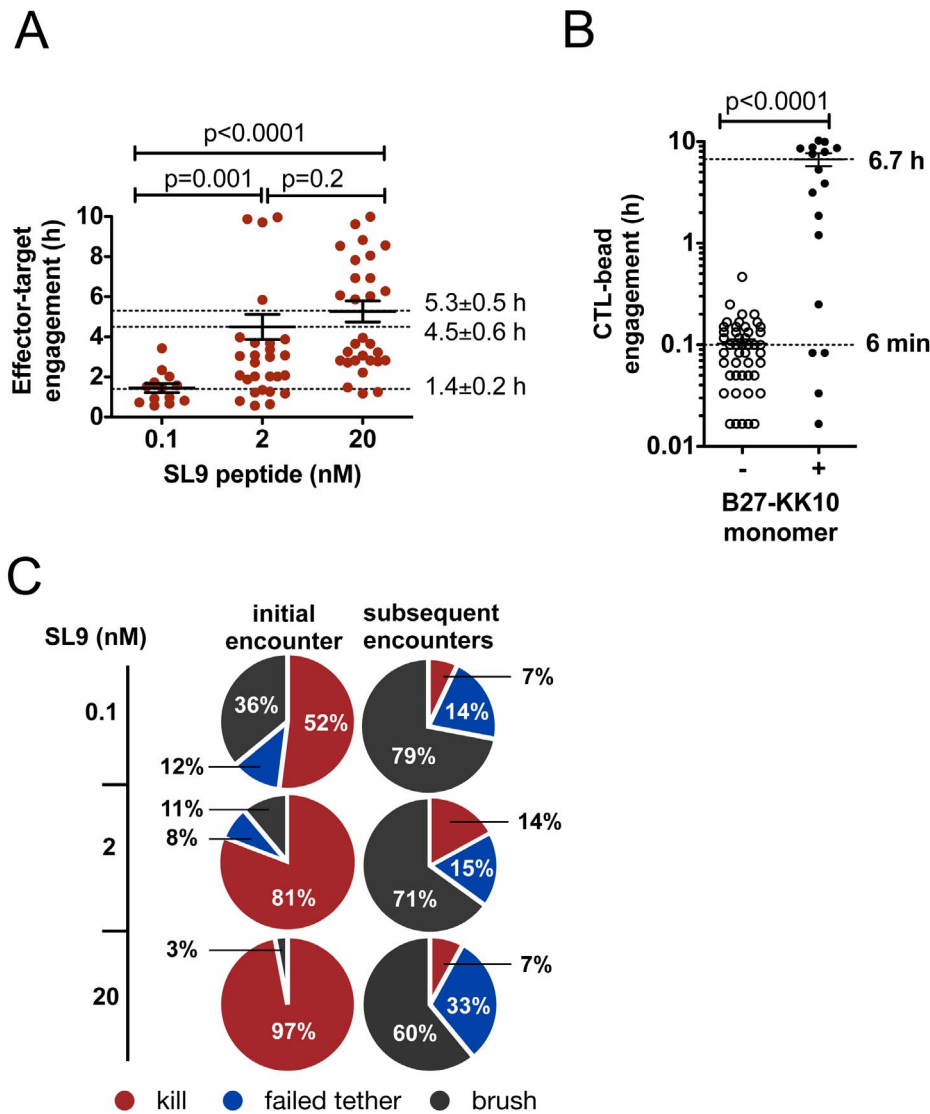 A
p<0.0001
p=0.001
p=0.2
Effector-target
engagement (h)
10
8
6
4
2
0
5.3±0.5 h
4.5±0.6 h
1.4±0.2 h
0.1
2
20
SL9 peptide (nM)
B
p<0.0001
CTL-bead
engagement (h)
10
1
0.1
0.01
6.7 h
6 min
-
+
B27-KK10
monomer
C
SL9 (nM)
initial
encounter
subsequent
encounters
0.1
36%
52%
12%
7%
14%
79%
2
11%
8%
81%
14%
15%
71%
20
3%
97%
7%
33%
60%
kill
failed tether
brush